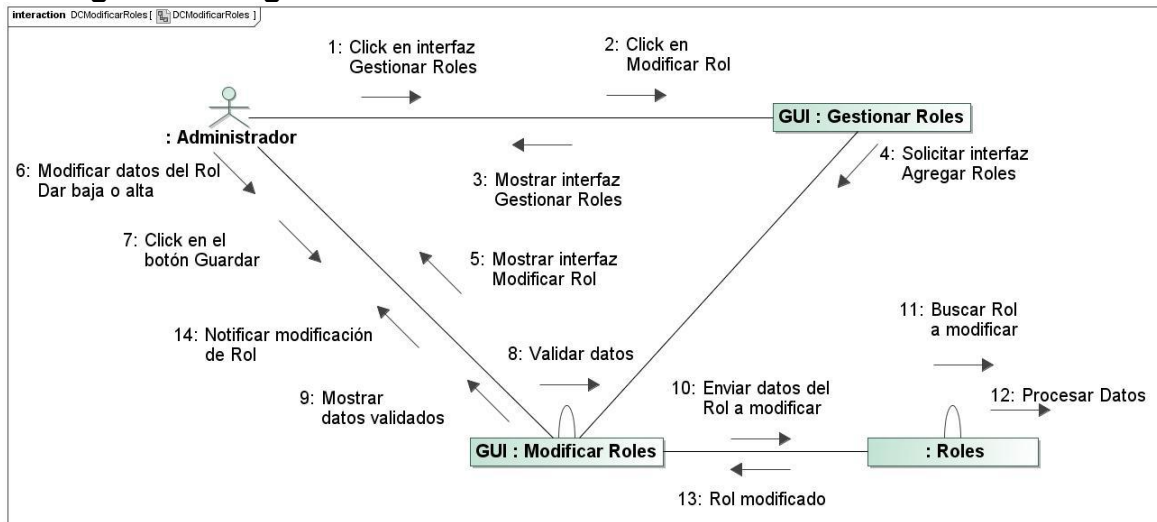 interaction DCModificarRoles [ DCModificarRoles ]
1: Click en interfaz
Gestionar Roles
2: Click en
Modificar Rol
: Administrador
GUI : Gestionar Roles
3: Mostrar interfaz
Gestionar Roles
4: Solicitar interfaz
Agregar Roles
6: Modificar datos del Rol
Dar baja o alta
7: Click en el
botón Guardar
5: Mostrar interfaz
Modificar Rol
14: Notificar modificación
de Rol
8: Validar datos
9: Mostrar
datos validados
10: Enviar datos del
Rol a modificar
11: Buscar Rol
a modificar
12: Procesar Datos
GUI : Modificar Roles
: Roles
13: Rol modificado